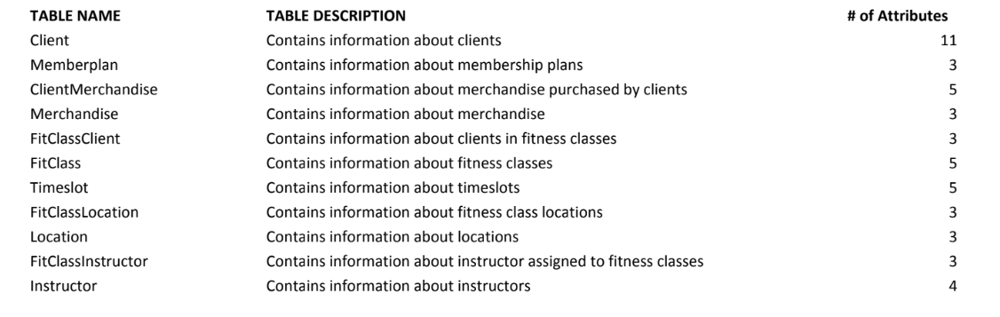 TABLE NAME TABLE DESCRIPTION # of Attributes
Client Contains information about clients 11
Memberplan Contains information about membership plans 3
ClientMerchandise Contains information about merchandise purchased by clients 5
Merchandise Contains information about merchandise 3
FitClassClient Contains information about clients in fitness classes 3
FitClass Contains information about fitness classes 5
Timeslot Contains information about timeslots 5
FitClassLocation Contains information about fitness class locations 3
Location Contains information about locations 3
FitClassInstructor Contains information about instructor assigned to fitness classes 3
Instructor Contains information about instructors 4